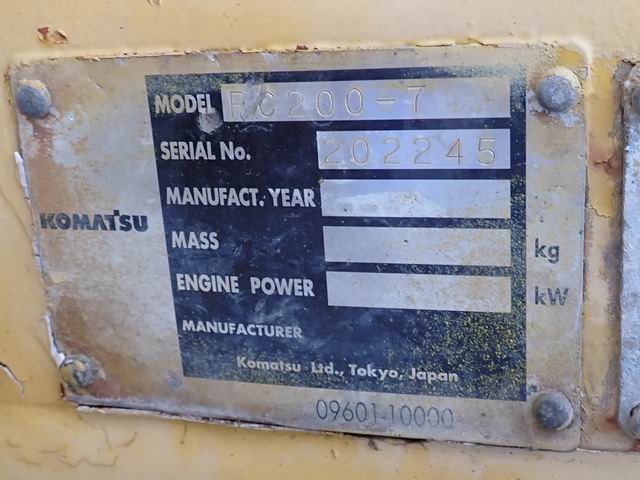 MODEL PC200-7
SERIAL No. 202245
MANUFACT. YEAR
KOMATSU
MASS kg
ENGINE POWER kW
MANUFACTURER
Komatsu Ltd., Tokyo, Japan
09601-10000